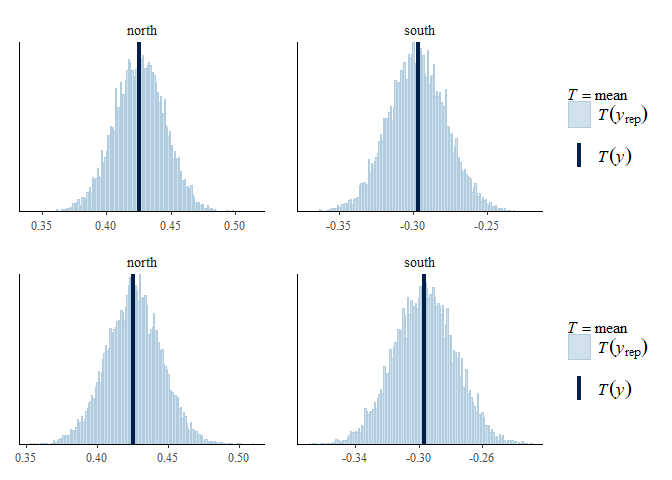 north
south
T = mean
T(yrep)
T(y)
0.35 0.40 0.45 0.50
-0.35 -0.30 -0.25
north
south
T = mean
T(yrep)
T(y)
0.35 0.40 0.45 0.50
-0.34 -0.30 -0.26